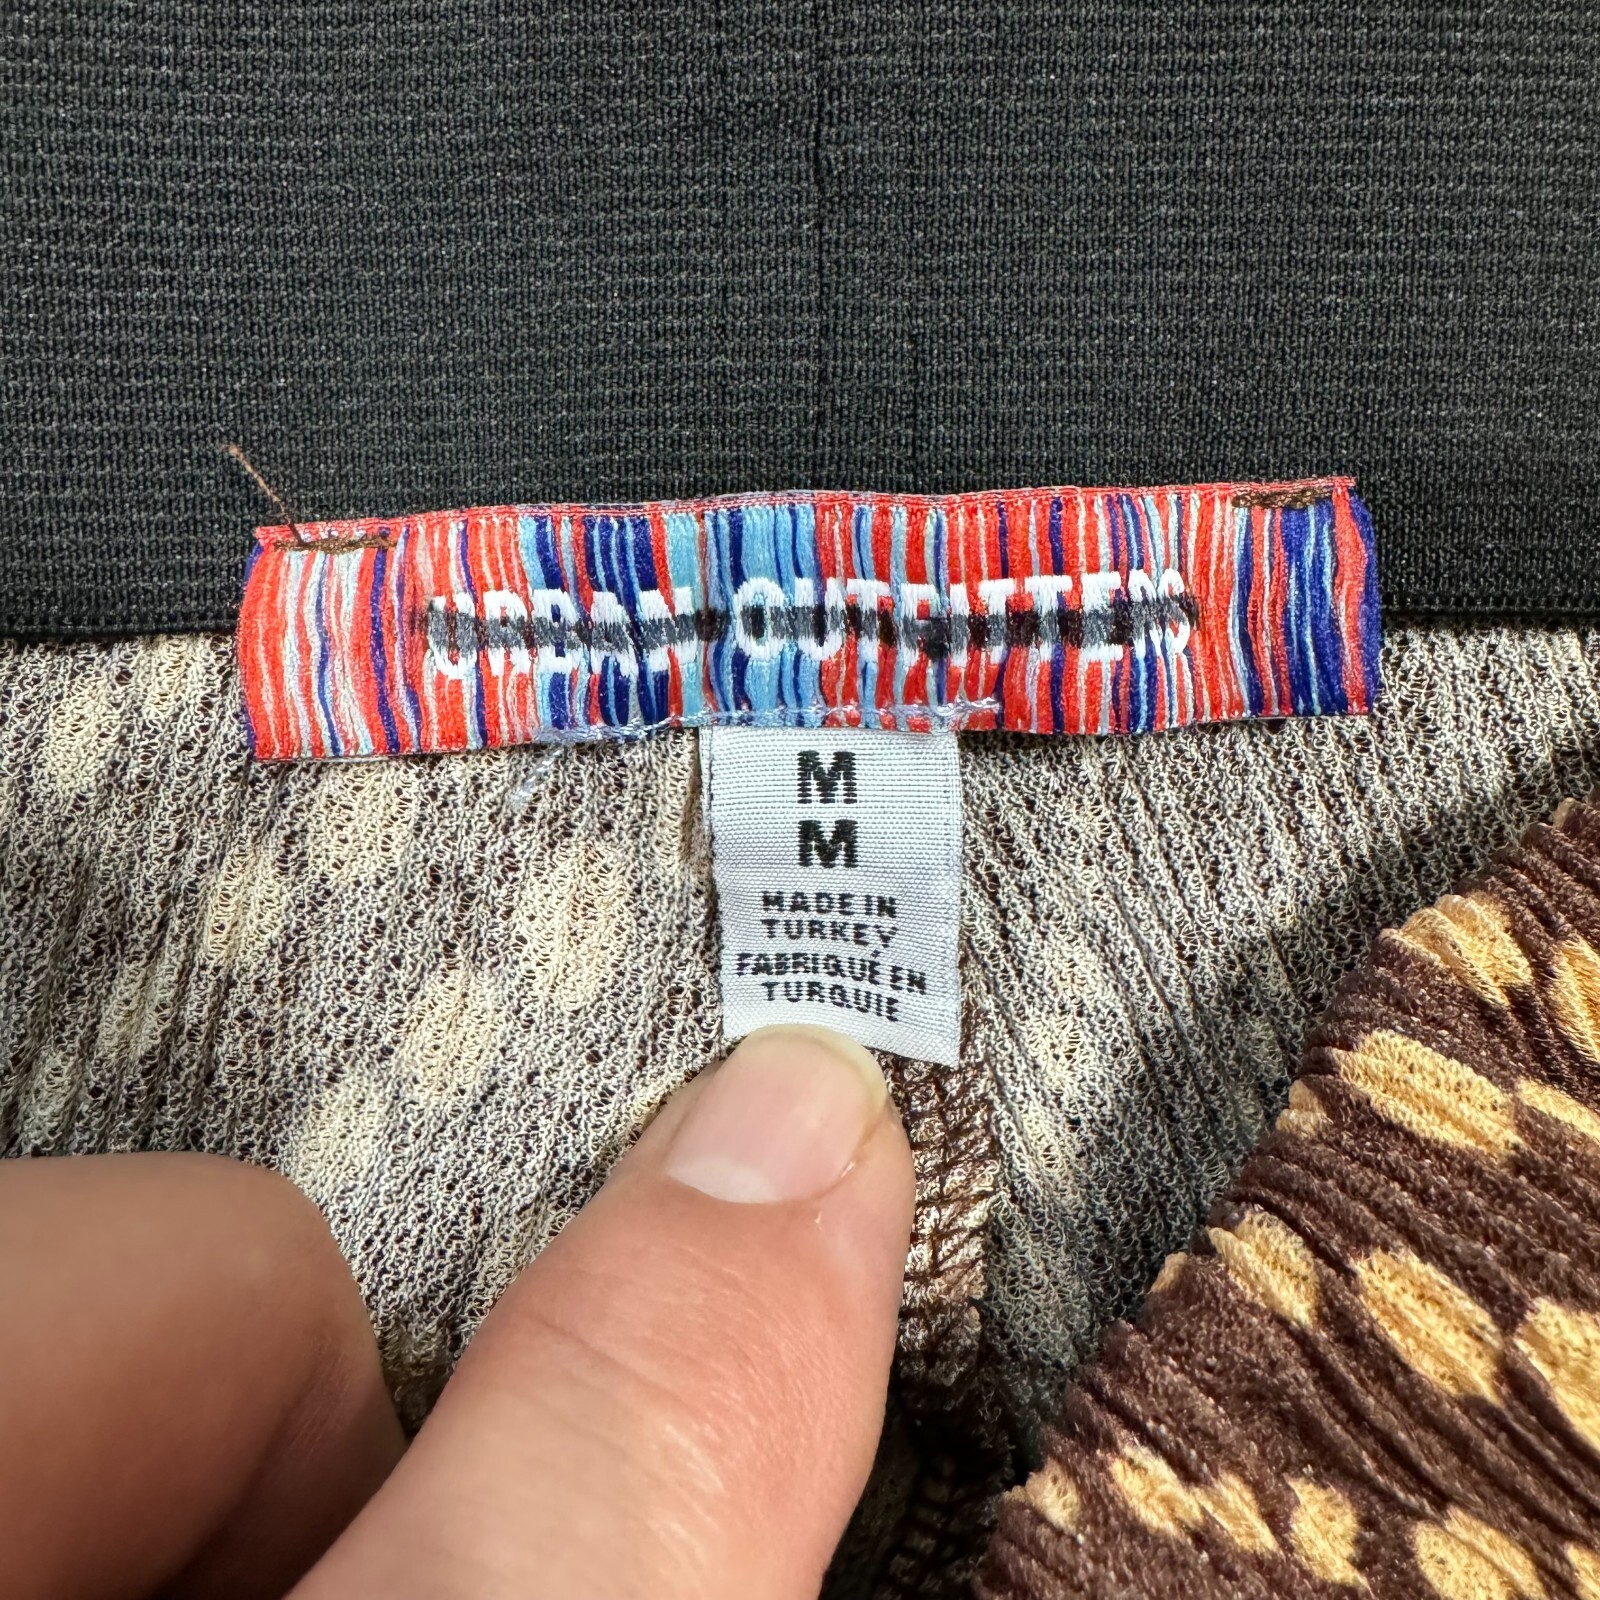 URBAN OUTFITTERS
M
M
MADE IN
TURKEY
FABRIQUÉ EN
TURQUIE